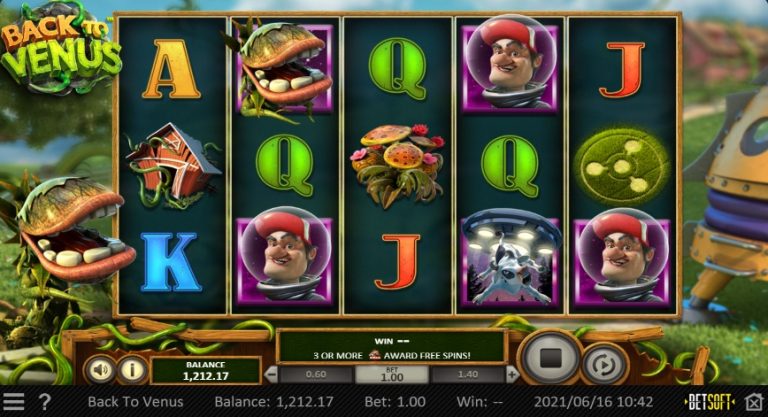 BACK TO
VENUS™
A Q J
Q Q
K J
WIN --
3 OR MORE AWARD FREE SPINS!
BALANCE
1,212.17
0.60
BET
1.00
1.40
Back To Venus Balance: 1,212.17 Bet: 1.00 Win: -- 2021/06/16 10:42 BETSOFT